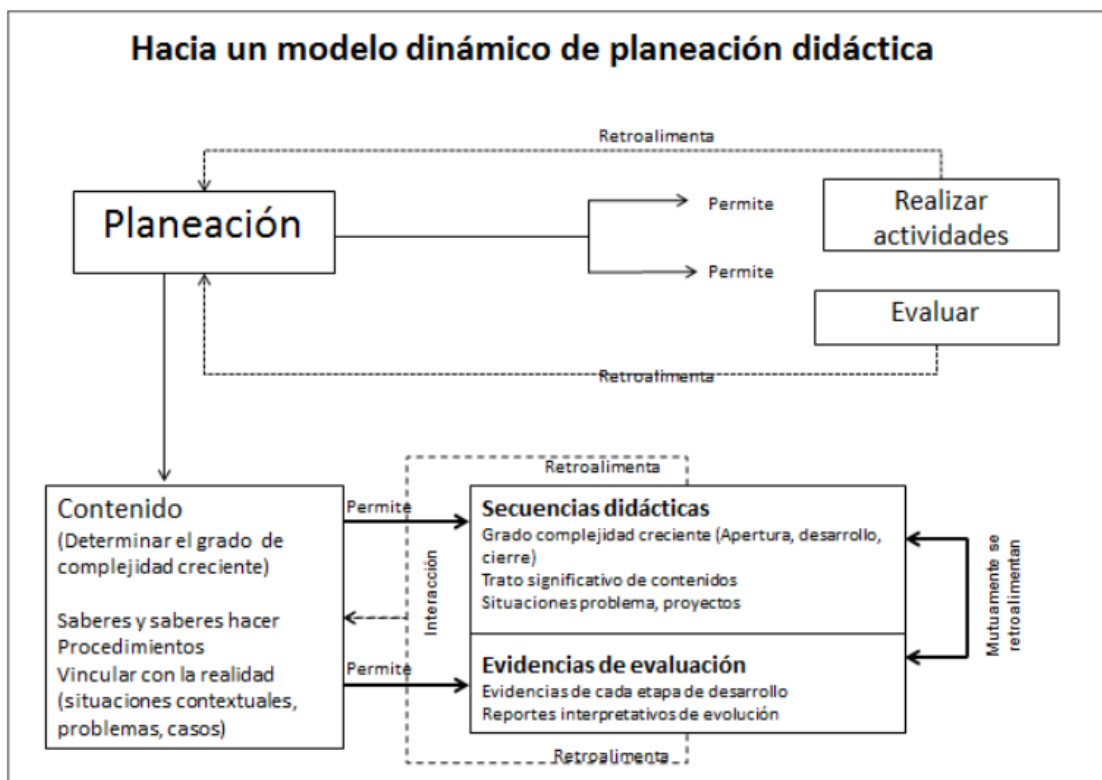 Hacia un modelo dinámico de planeación didáctica
Retroalimenta
Planeación
Permite
Realizar
actividades
Permite
Evaluar
Retroalimenta
Retroalimenta
Contenido
(Determinar el grado de
complejidad creciente)
Saberes y saberes hacer
Procedimientos
Vincular con la realidad
(situaciones contextuales,
problemas, casos)
Permite
Permite
Interacción
Secuencias didácticas
Grado complejidad creciente (Apertura, desarrollo,
cierre)
Trato significativo de contenidos
Situaciones problema, proyectos
Evidencias de evaluación
Evidencias de cada etapa de desarrollo
Reportes interpretativos de evolución
Mutuamente se
retroalimentan
Retroalimenta